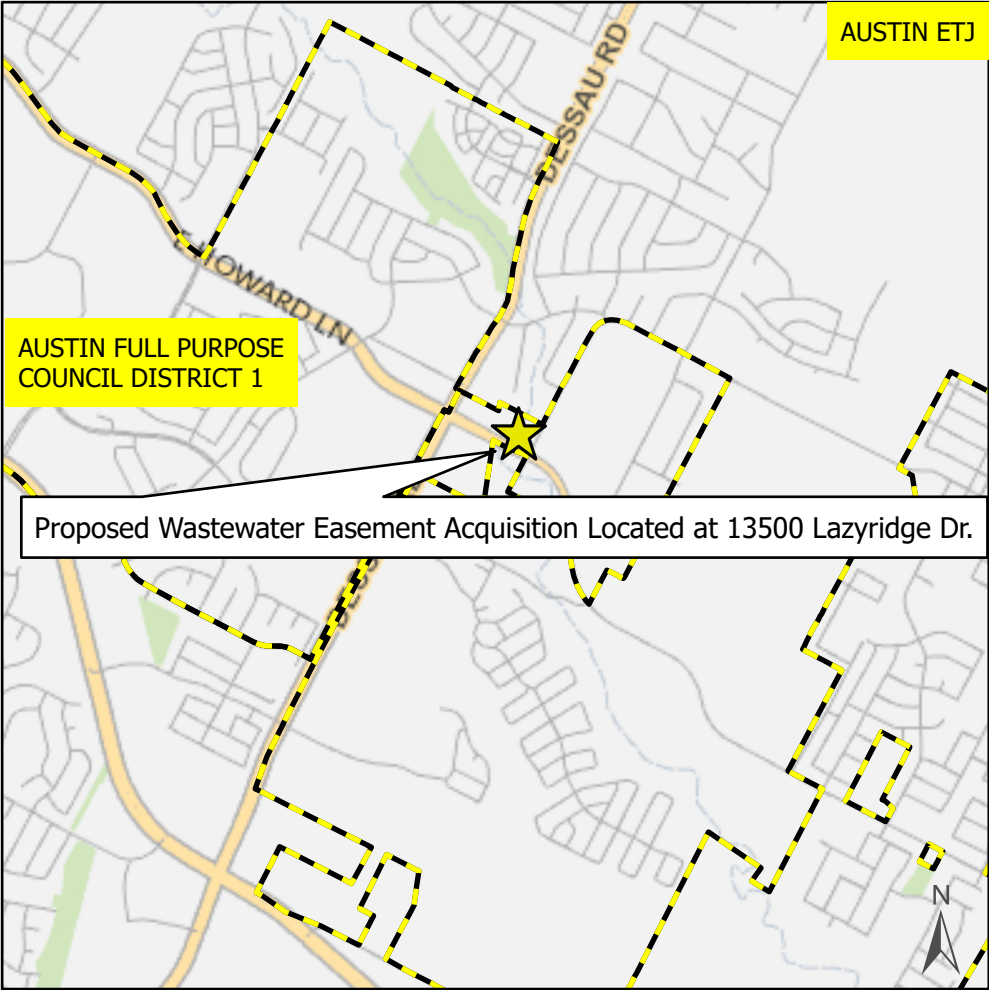 AUSTIN ETJ
DESSAU RD
E HOWARD LN
AUSTIN FULL PURPOSE
COUNCIL DISTRICT 1
Proposed Wastewater Easement Acquisition Located at 13500 Lazyridge Dr.
N